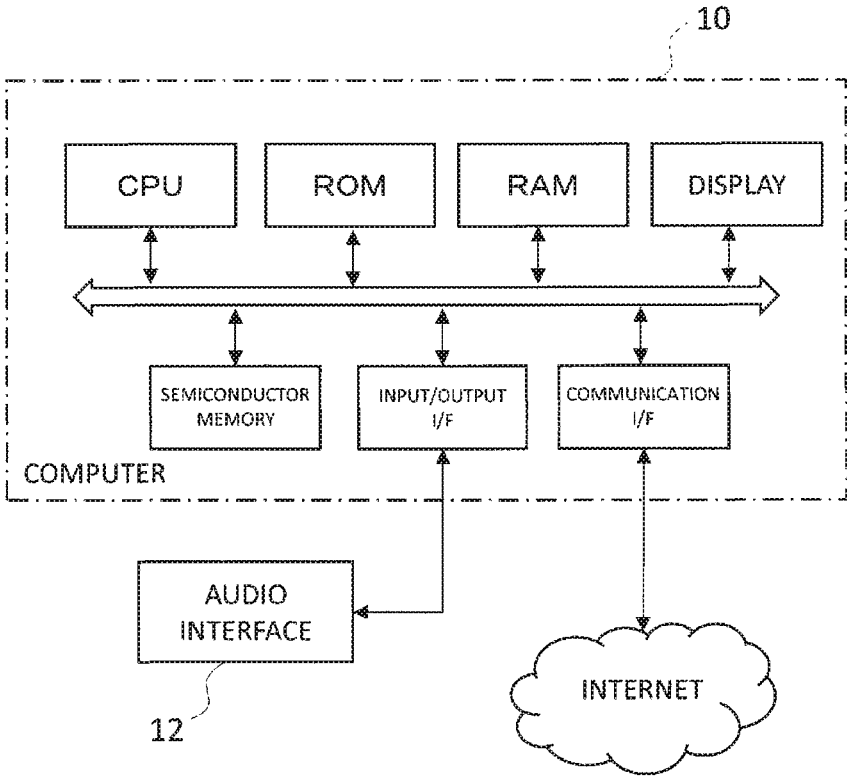 10
CPU
ROM
RAM
DISPLAY
SEMICONDUCTOR
MEMORY
INPUT/OUTPUT
I/F
COMMUNICATION
I/F
COMPUTER
AUDIO
INTERFACE
INTERNET
12